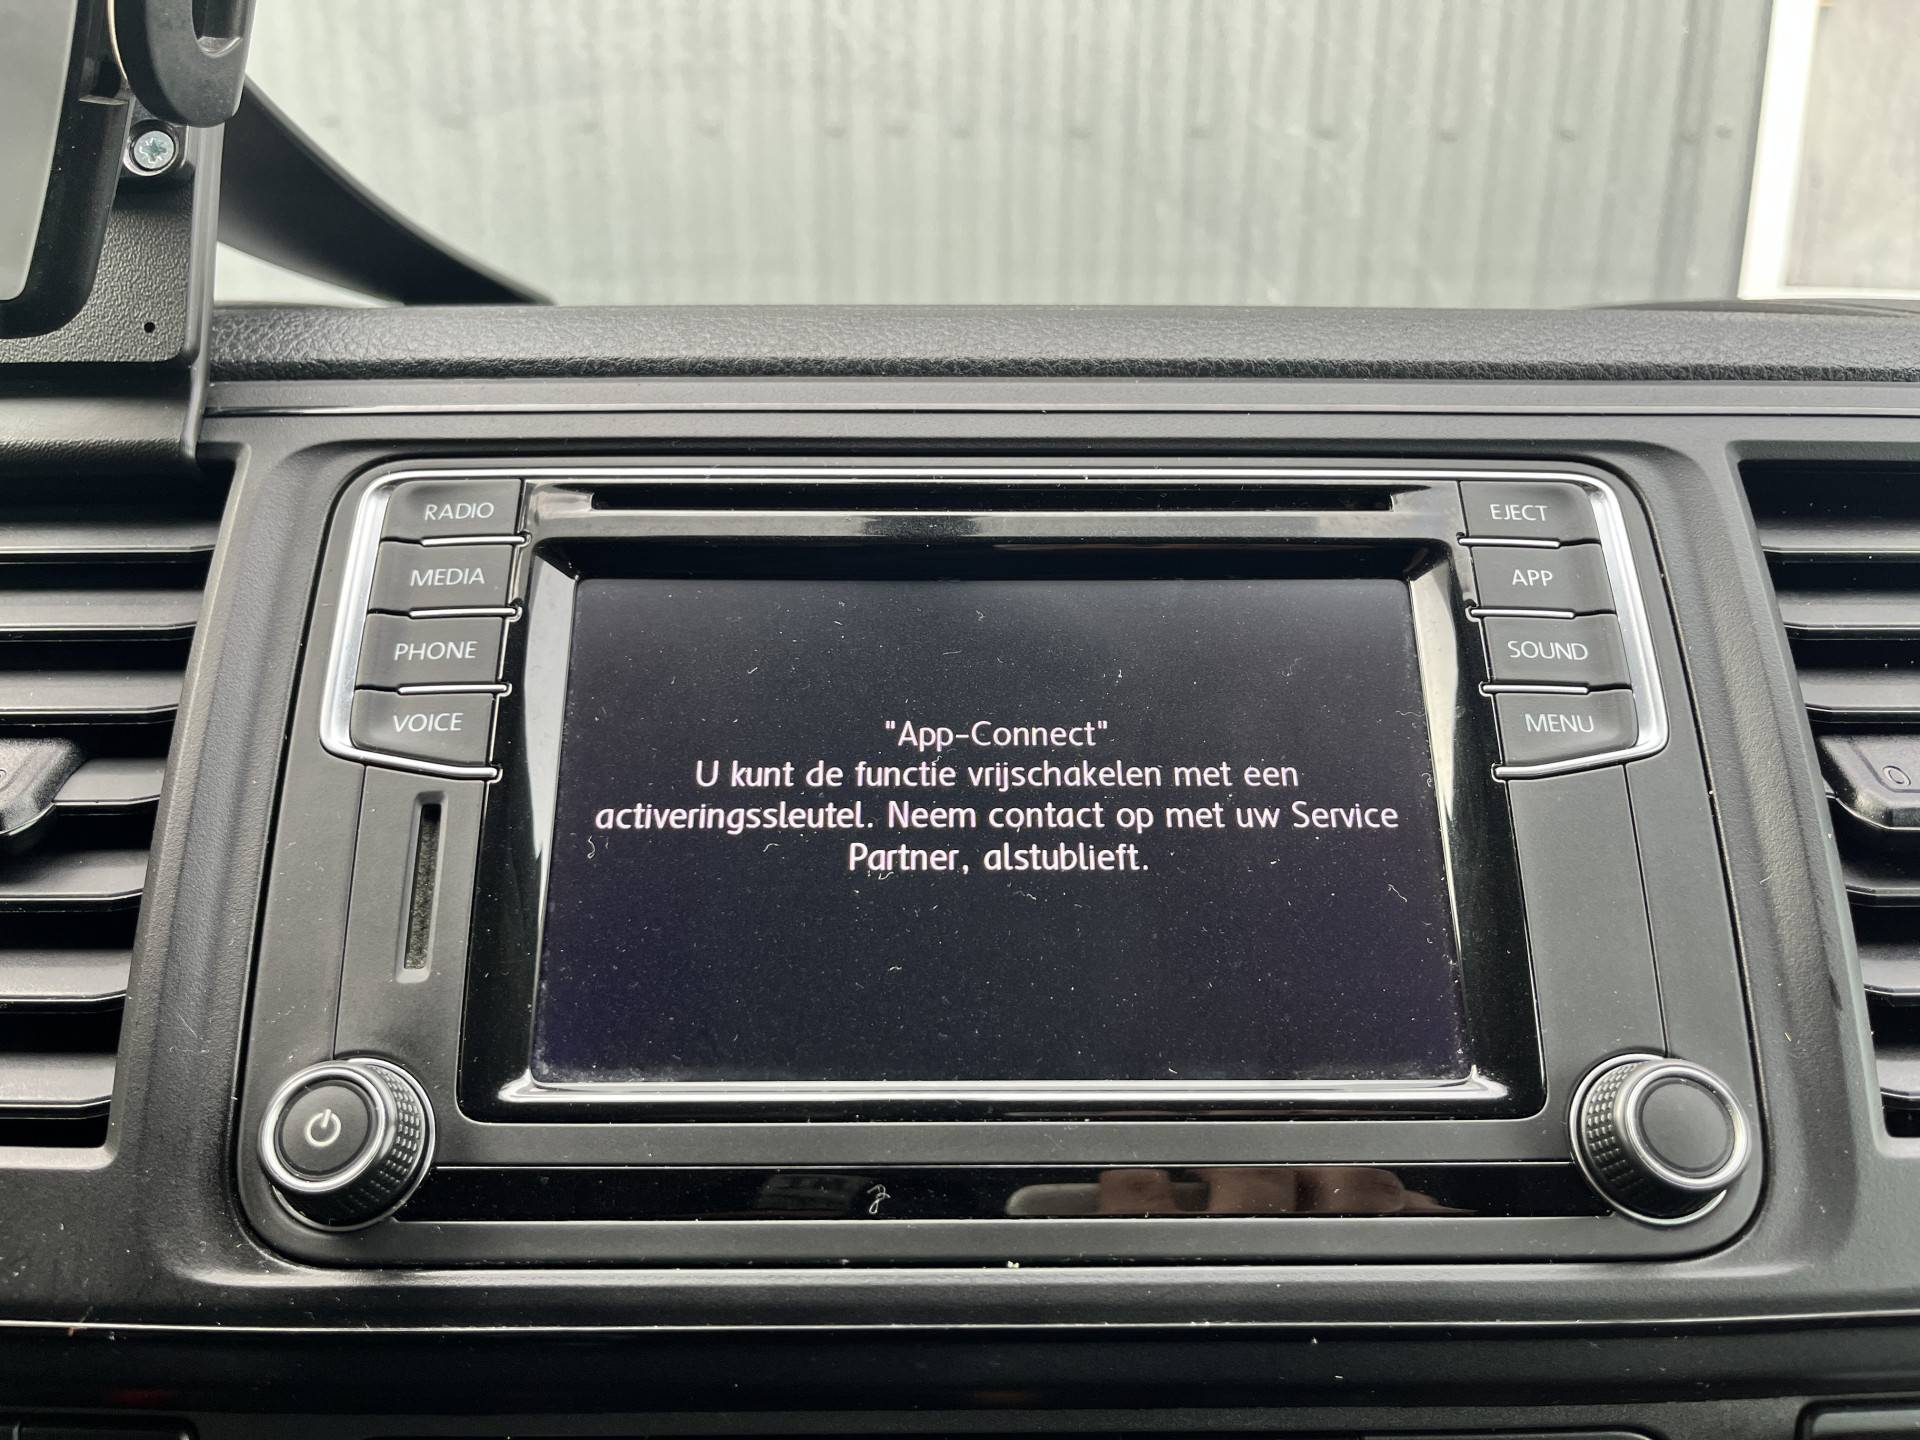 RADIO
MEDIA
PHONE
VOICE
EJECT
APP
SOUND
MENU
"App-Connect"
U kunt de functie vrijschakelen met een
activeringssleutel. Neem contact op met uw Service
Partner, alstublieft.